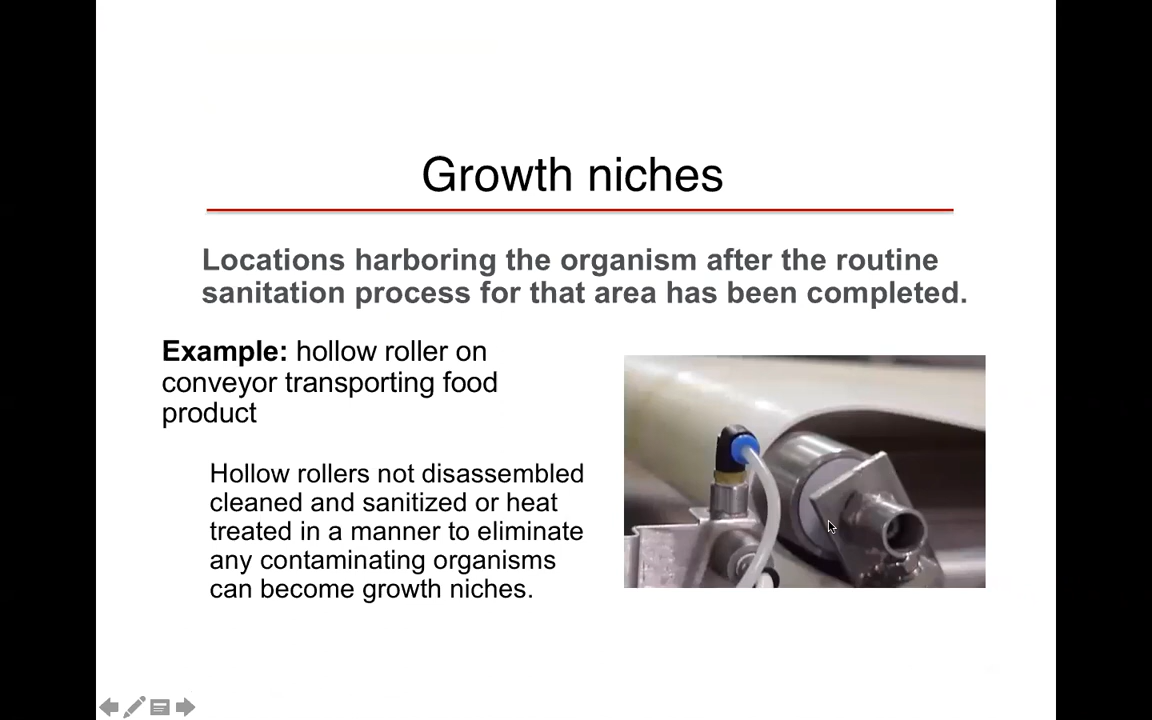 Growth niches
Locations harboring the organism after the routine
sanitation process for that area has been completed.
Example: hollow roller on
conveyor transporting food
product
Hollow rollers not disassembled
cleaned and sanitized or heat
treated in a manner to eliminate
any contaminating organisms
can become growth niches.